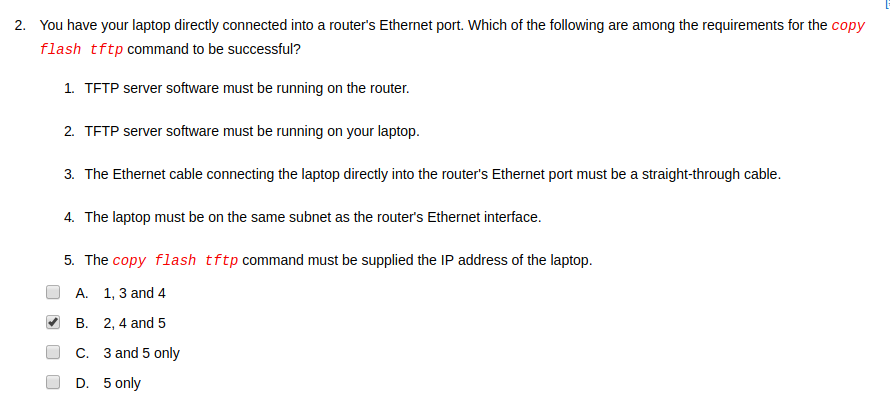 2. You have your laptop directly connected into a router's Ethernet port. Which of the following are among the requirements for the copy
flash tftp command to be successful?
1. TFTP server software must be running on the router.
2. TFTP server software must be running on your laptop.
3. The Ethernet cable connecting the laptop directly into the router's Ethernet port must be a straight-through cable.
4. The laptop must be on the same subnet as the router's Ethernet interface.
5. The copy flash tftp command must be supplied the IP address of the laptop.
A. 1, 3 and 4
B. 2, 4 and 5
C. 3 and 5 only
D. 5 only